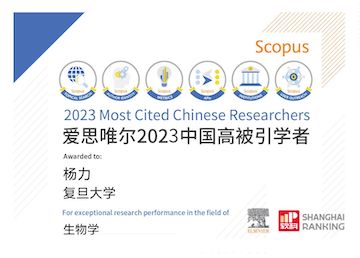 Scopus
2023 Most Cited Chinese Researchers
爱思唯尔2023中国高被引学者
Awarded to:
杨力
复旦大学
For exceptional research performance in the field of
生物学
ELSEVIER
软科
SHANGHAI
RANKING